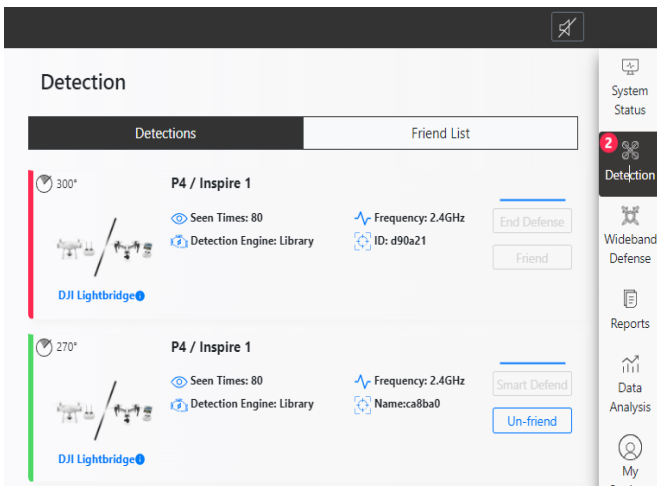 Detection
Detections
Friend List
300°
P4 / Inspire 1
Seen Times: 80
Frequency: 2.4GHz
End Defense
Detection Engine: Library
ID: d90a21
Friend
DJI Lightbridge
270°
P4 / Inspire 1
Seen Times: 80
Frequency: 2.4GHz
Smart Defend
Detection Engine: Library
Name:ca8ba0
Un-friend
DJI Lightbridge
System
Status
2
Detection
Wideband
Defense
Reports
Data
Analysis
My